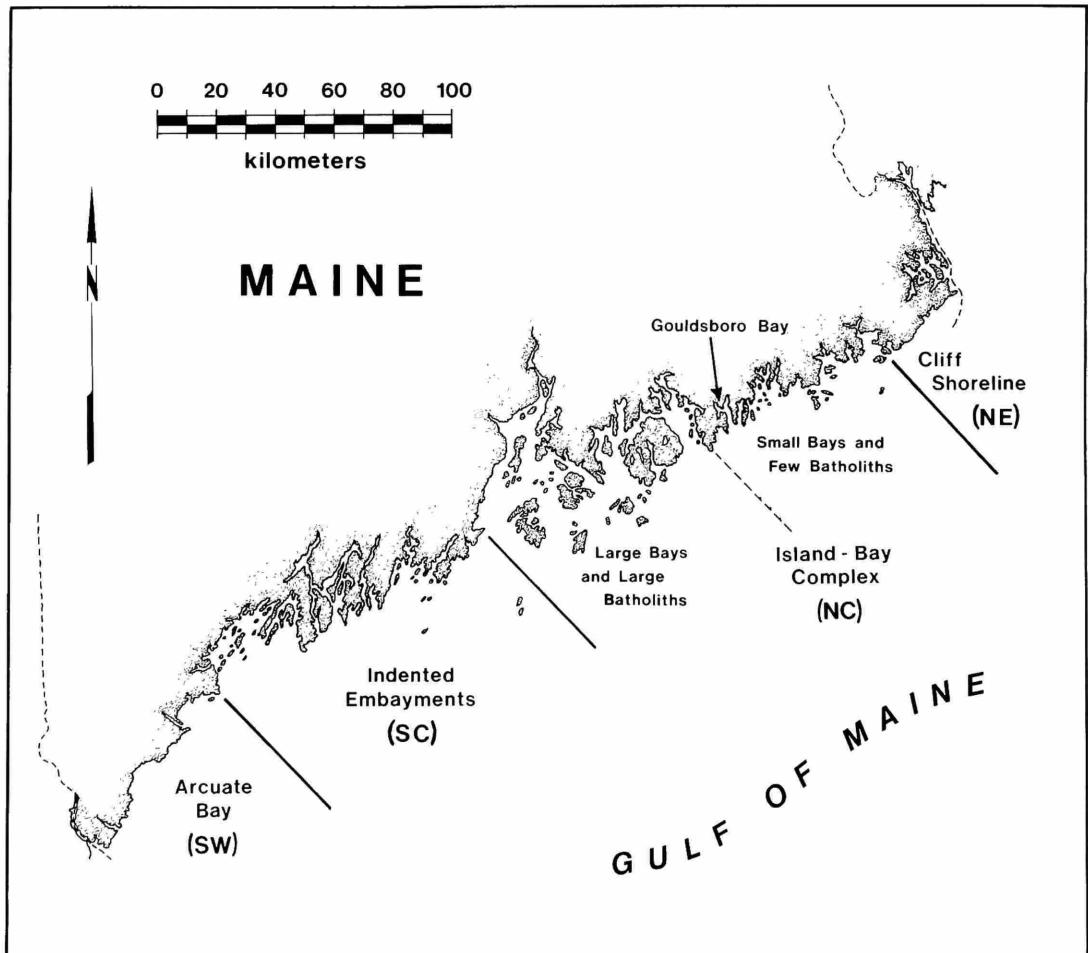 0 20 40 60 80 100
kilometers
N
MAINE
Gouldsboro Bay
Cliff
Shoreline
(NE)
Small Bays and
Few Batholiths
Island - Bay
Complex
(NC)
Large Bays
and Large
Batholiths
Indented
Embayments
(SC)
Arcuate
Bay
(SW)
GULF OF MAINE